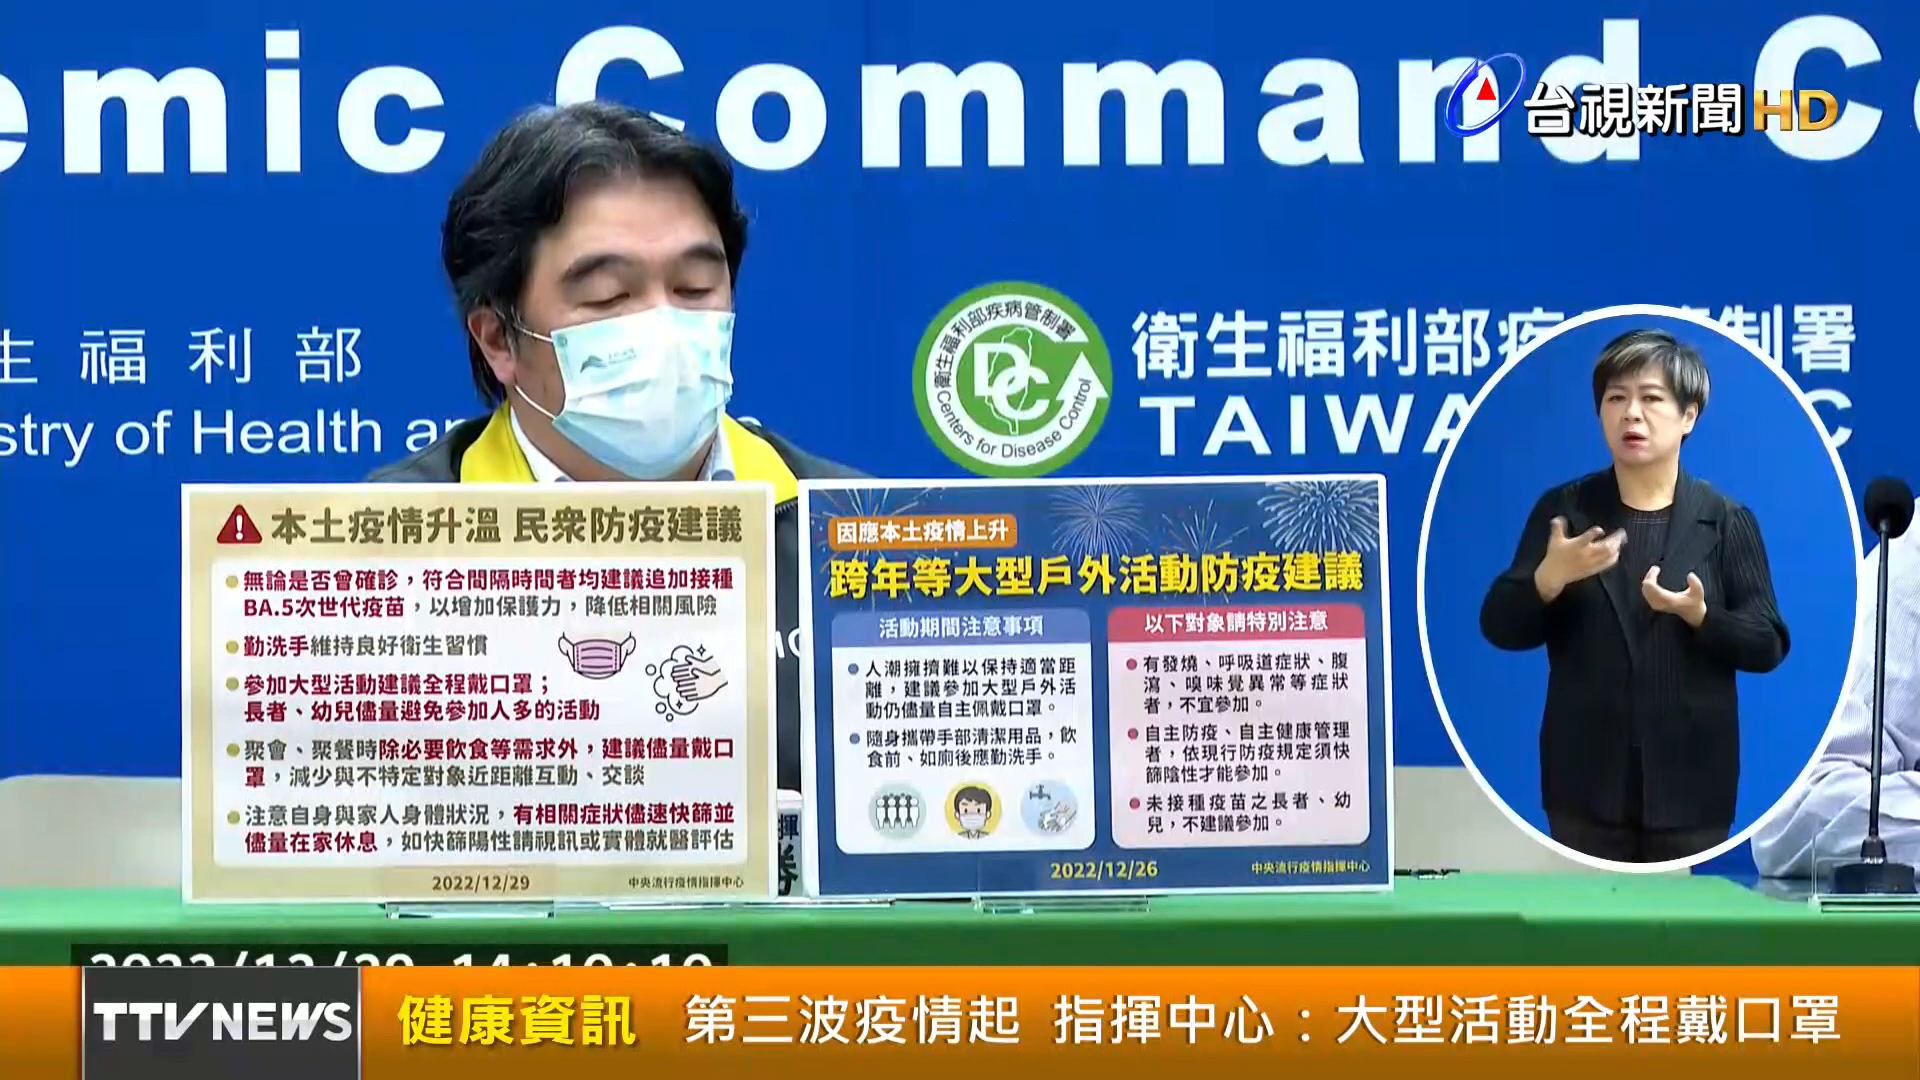 emic Command C
台視新聞HD
生福利部
stry of Health a
衛生福利部疾病管制署
Centers for Disease Control
DC
衛生福利部疾 制署
TAIWA
C
本土疫情升溫 民眾防疫建議
無論是否曾確診，符合間隔時間者均建議追加接種
BA.5次世代疫苗，以增加保護力，降低相關風險
勤洗手維持良好衛生習慣
參加大型活動建議全程戴口罩；
長者、幼兒儘量避免參加人多的活動
聚會、聚餐時除必要飲食等需求外，建議儘量戴口
罩，減少與不特定對象近距離互動、交談
注意自身與家人身體狀況，有相關症狀儘速快篩並
儘量在家休息，如快篩陽性請視訊或實體就醫評估
2022/12/29
中央流行疫情指揮中心
因應本土疫情上升
跨年等大型戶外活動防疫建議
活動期間注意事項
人潮擁擠難以保持適當距
離，建議參加大型戶外活
動仍儘量自主佩戴口罩。
隨身攜帶手部清潔用品，飲
食前、如廁後應勤洗手。
以下對象請特別注意
有發燒、呼吸道症狀、腹
瀉、嗅味覺異常等症狀
者，不宜參加。
自主防疫、自主健康管理
者，依現行防疫規定須快
篩陰性才能參加。
未接種疫苗之長者、幼
兒，不建議參加。
2022/12/26
中央流行疫情指揮中心
TTV NEWS
健康資訊 第三波疫情起 指揮中心：大型活動全程戴口罩